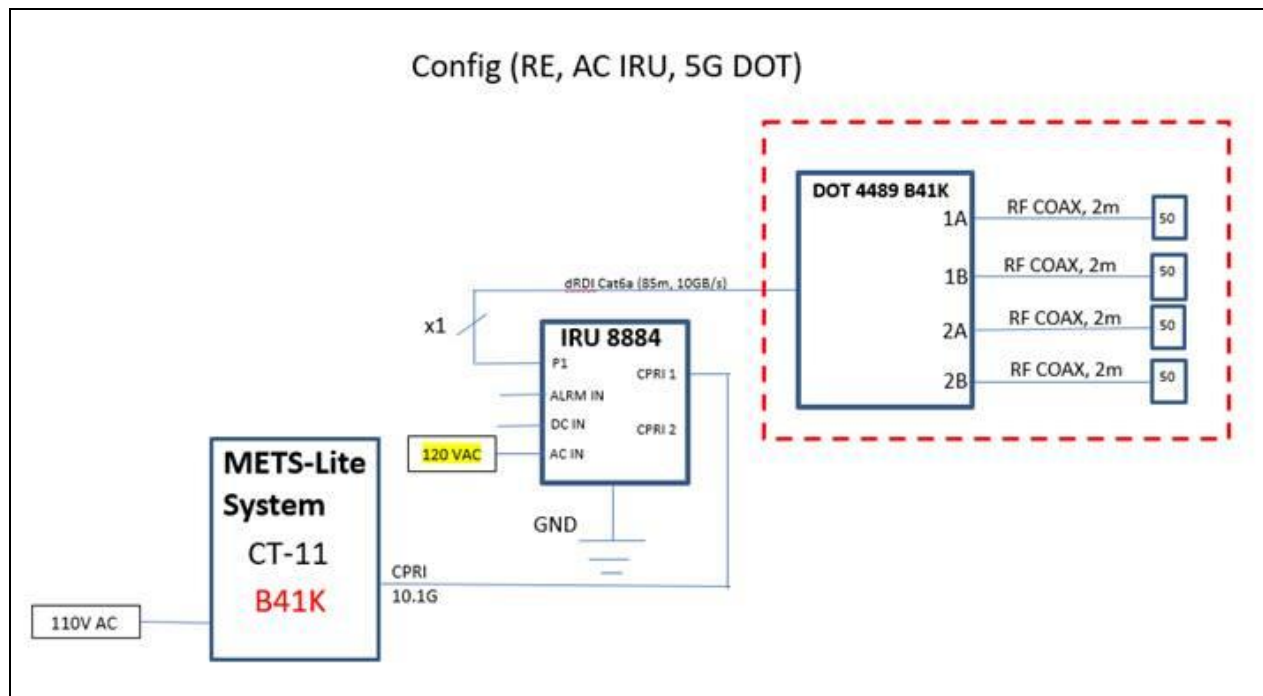 Config (RE, AC IRU, 5G DOT)
DOT 4489 B41K
1A
RF COAX, 2m
50
1B
RF COAX, 2m
50
2A
RF COAX, 2m
50
2B
RF COAX, 2m
50
dRDI Cat6a (85m, 10GB/s)
x1
IRU 8884
P1
CPRI 1
ALRM IN
DC IN
CPRI 2
120 VAC
AC IN
GND
METS-Lite
System
CT-11
B41K
CPRI
10.1G
110V AC